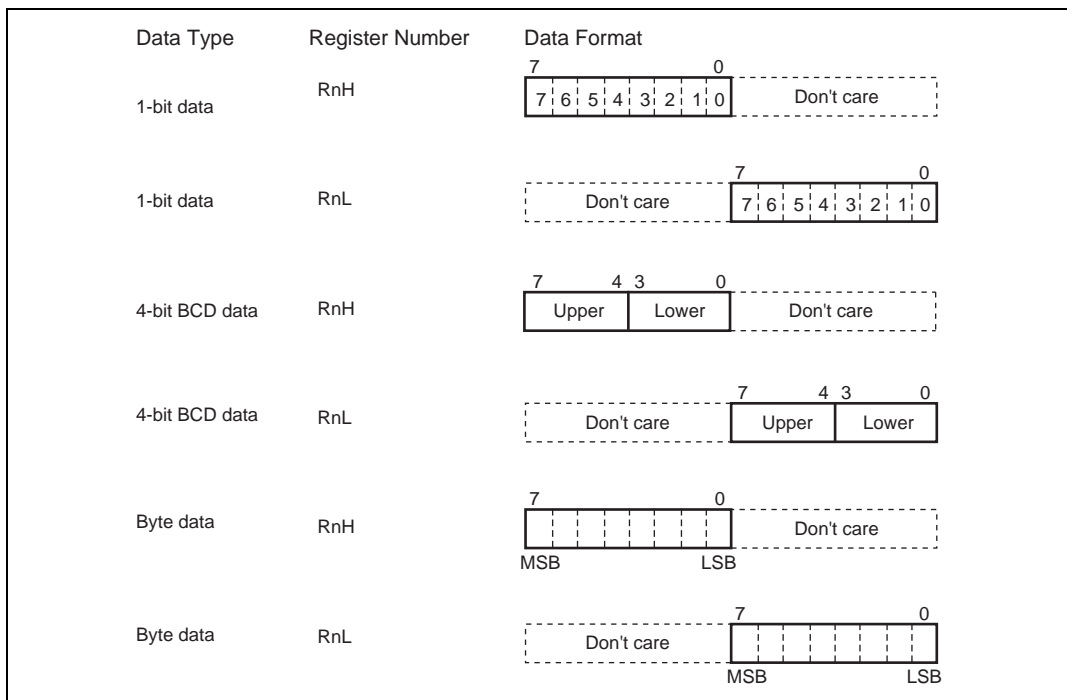 Data Type Register Number Data Format
7 0
1-bit data RnH 7 6 5 4 3 2 1 0 Don't care
7 0
1-bit data RnL Don't care 7 6 5 4 3 2 1 0
7 4 3 0
4-bit BCD data RnH Upper Lower Don't care
7 4 3 0
4-bit BCD data RnL Don't care Upper Lower
7 0
Byte data RnH Don't care
MSB LSB
7 0
Byte data RnL Don't care
MSB LSB